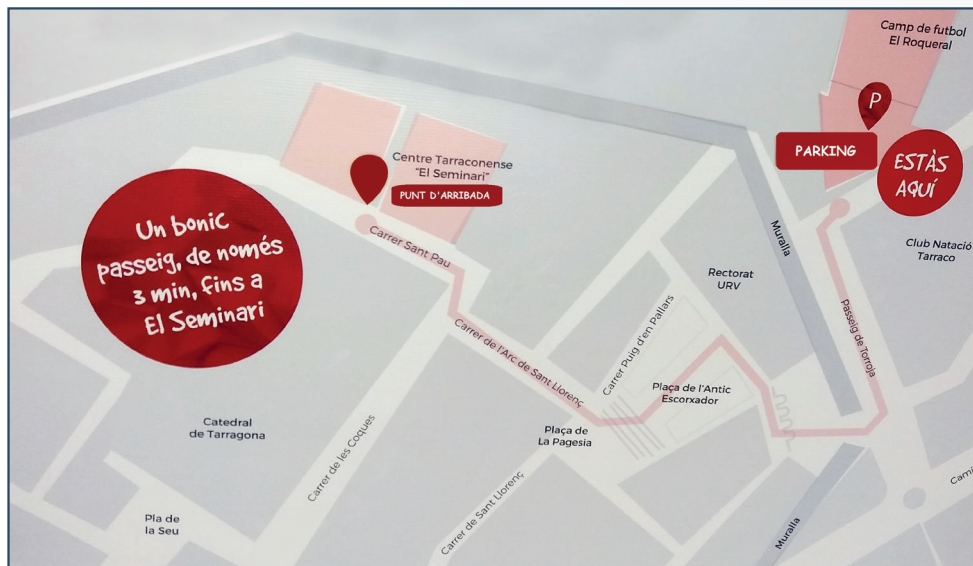 Camp de futbol
El Roqueral
P
PARKING
ESTÀS
AQUÍ
Centre Tarraconense
"El Seminari"
PUNT D'ARRIBADA
Un bonic
passeig, de només
3 min, fins a
El Seminari
Carrer Sant Pau
Muralla
Club Natació
Tarraco
Rectorat
URV
Passeig de Torroja
Carrer Puig d'en Pallars
Carrer de l'Arc de Sant Llorenç
Plaça de l'Antic
Escorxador
Plaça de
La Pagesia
Catedral
de Tarragona
Carrer de les Coques
Carrer de Sant Llorenç
Pla de
la Seu
Muralla
Camí